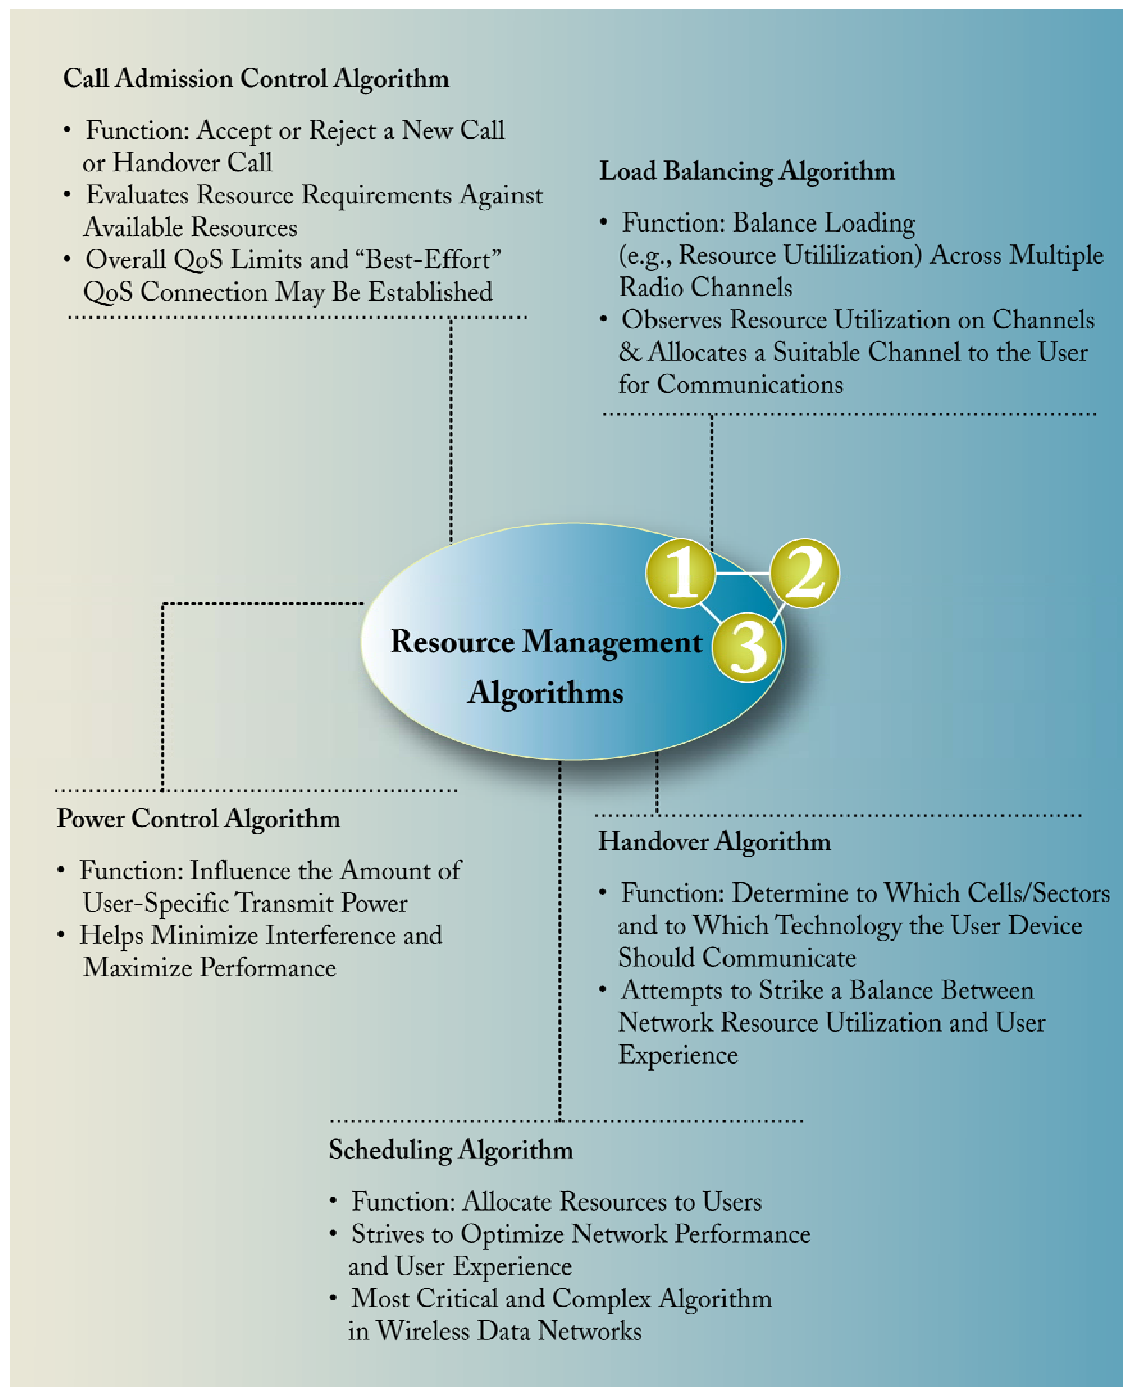 Call Admission Control Algorithm
• Function: Accept or Reject a New Call
or Handover Call
• Evaluates Resource Requirements Against
Available Resources
• Overall QoS Limits and “Best-Effort”
QoS Connection May Be Established
Load Balancing Algorithm
• Function: Balance Loading
(e.g., Resource Utililization) Across Multiple
Radio Channels
• Observes Resource Utilization on Channels
& Allocates a Suitable Channel to the User
for Communications
1
2
3
Resource Management
Algorithms
Power Control Algorithm
• Function: Influence the Amount of
User-Specific Transmit Power
• Helps Minimize Interference and
Maximize Performance
Handover Algorithm
• Function: Determine to Which Cells/Sectors
and to Which Technology the User Device
Should Communicate
• Attempts to Strike a Balance Between
Network Resource Utilization and User
Experience
Scheduling Algorithm
• Function: Allocate Resources to Users
• Strives to Optimize Network Performance
and User Experience
• Most Critical and Complex Algorithm
in Wireless Data Networks